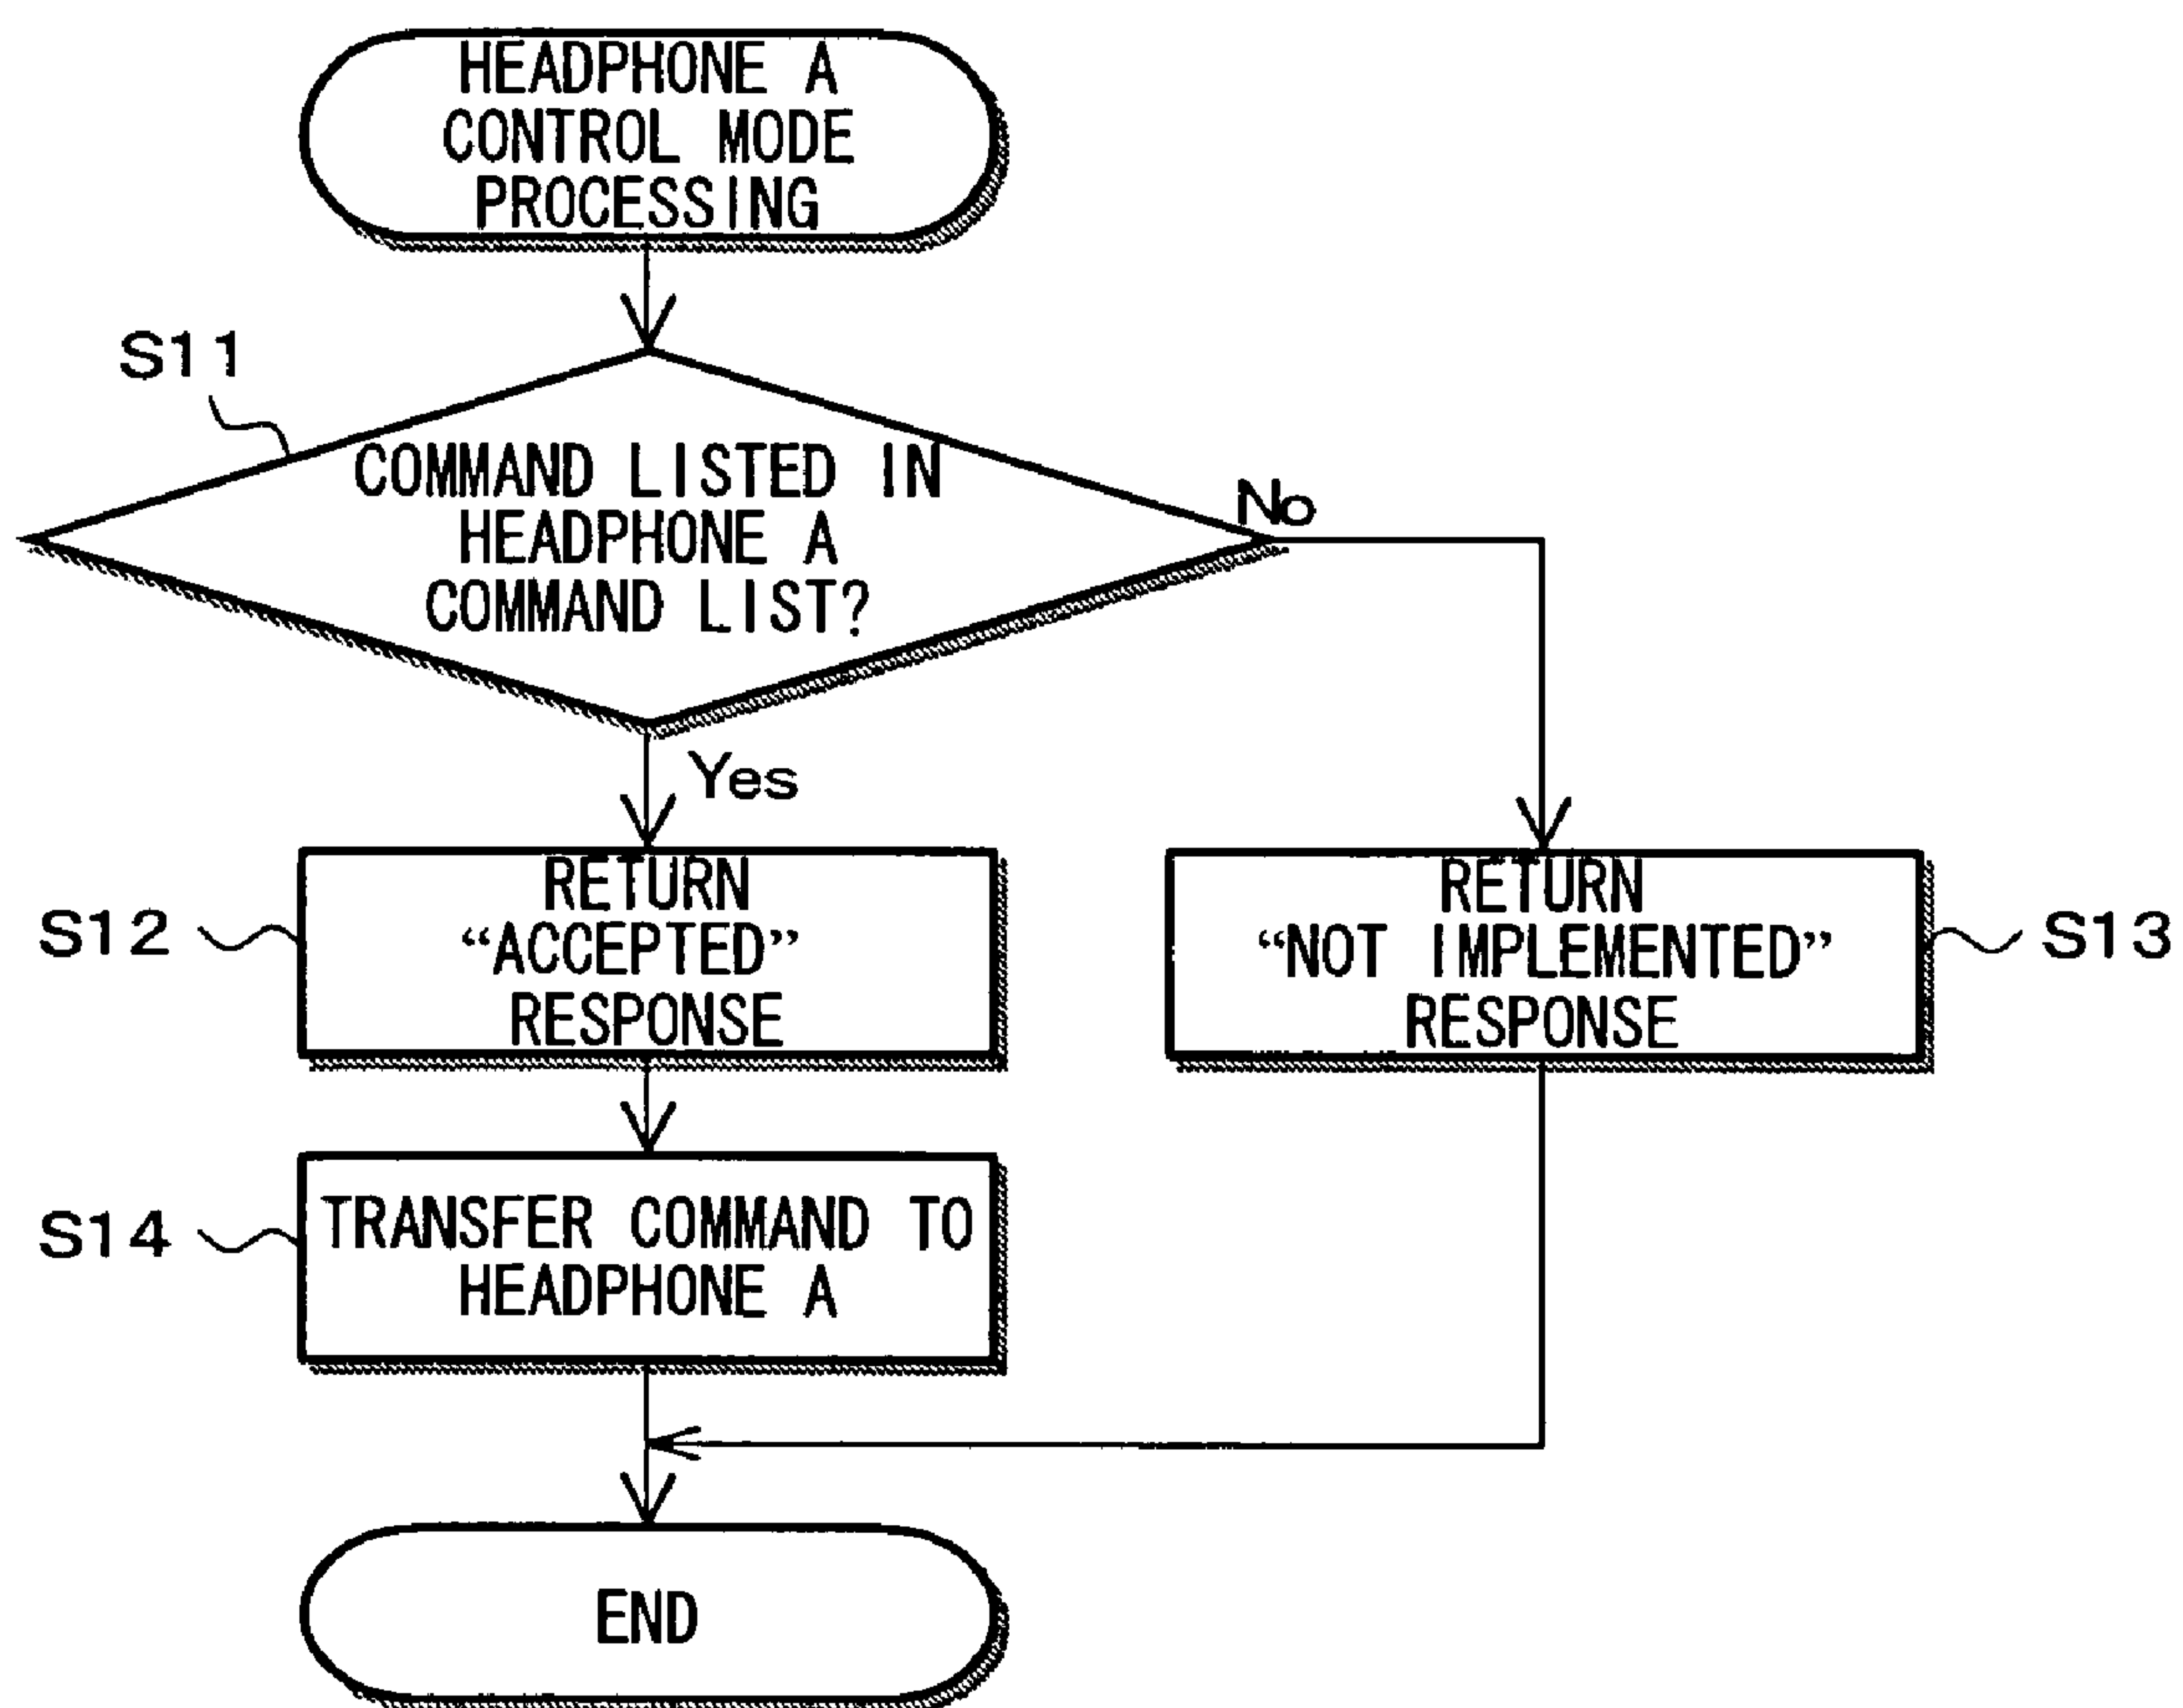 HEADPHONE A
CONTROL MODE
PROCESSING
S11
COMMAND LISTED IN
HEADPHONE A
COMMAND LIST?
No
Yes
S12
RETURN
“ACCEPTED”
RESPONSE
RETURN
“NOT IMPLEMENTED”
RESPONSE
S13
S14
TRANSFER COMMAND TO
HEADPHONE A
END